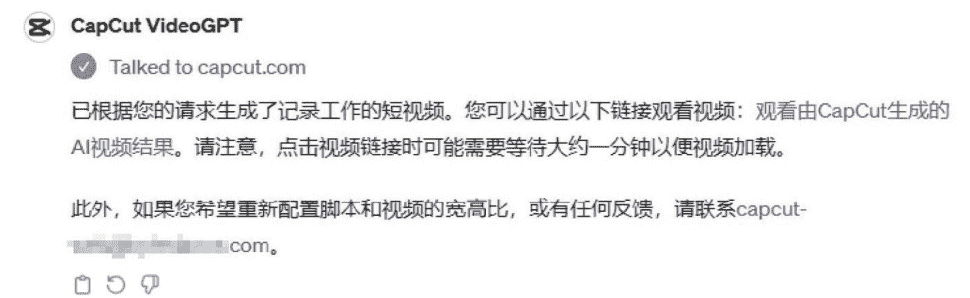 CapCut VideoGPT
Talked to capcut.com
已根据您的请求生成了记录工作的短视频。您可以通过以下链接观看视频：观看由CapCut生成的
AI视频结果。请注意，点击视频链接时可能需要等待大约一分钟以便视频加载。
此外，如果您希望重新配置脚本和视频的宽高比，或有任何反馈，请联系capcut-
com。